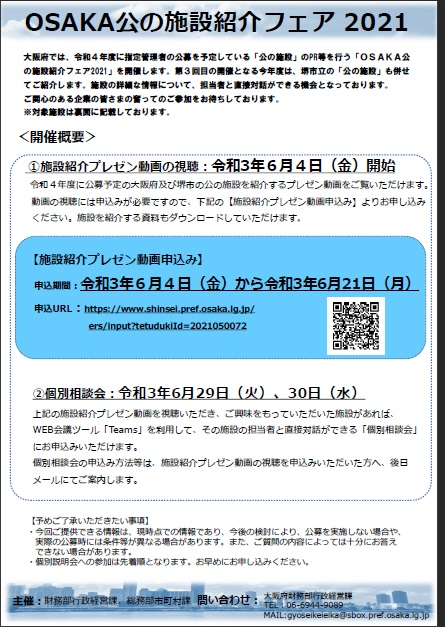 OSAKA公の施設紹介フェア 2021
大阪府では、令和４年度に指定管理者の公募を予定している「公の施設」のPR等を行う「ＯＳＡＫＡ公
の施設紹介フェア2021」を開催します。第３回目の開催となる今年度は、堺市立の「公の施設」も併せ
てご紹介します。施設の詳細な情報について、担当者と直接対話ができる機会となっております。
ご関心のある企業の皆さまの奮ってのご参加をお待ちしております。
※対象施設は裏面に記載しております。
＜開催概要＞
①施設紹介プレゼン動画の視聴：令和3年６月４日（金）開始
令和４年度に公募予定の大阪府及び堺市の公の施設を紹介するプレゼン動画をご覧いただけます。
動画の視聴には申込みが必要ですので、下記の【施設紹介プレゼン動画申込み】よりお申し込み
ください。施設を紹介する資料もダウンロードしていただけます。
【施設紹介プレゼン動画申込み】
申込期間：令和3年６月４日（金）から令和3年6月21日（月）
申込URL：https://www.shinsei.pref.osaka.lg.jp/
ers/input?tetudukiId=2021050072
②個別相談会：令和3年6月29日（火）、30日（水）
上記の施設紹介プレゼン動画を視聴いただき、ご興味をもっていただいた施設があれば、
WEB会議ツール「Teams」を利用して、その施設の担当者と直接対話ができる「個別相談会」
にお申込みいただけます。
個別相談会の申込み方法等は、施設紹介プレゼン動画の視聴を申込みいただいた方へ、後日
メールにてご案内します。
【予めご了承いただきたい事項】
・今回ご提供できる情報は、現時点での情報であり、今後の検討により、公募を実施しない場合や、
実際の公募時には条件等が異なる場合があります。また、ご質問の内容によっては十分にお答え
できない場合があります。
・個別説明会への参加は先着順となります。お早めにお申し込みください。
主催：財務部行政経営課、総務部市町村課 問い合わせ：大阪府財務部行政経営課
TEL：06-6944-9089
MAIL:gyoseikeieika@sbox.pref.osaka.lg.jp